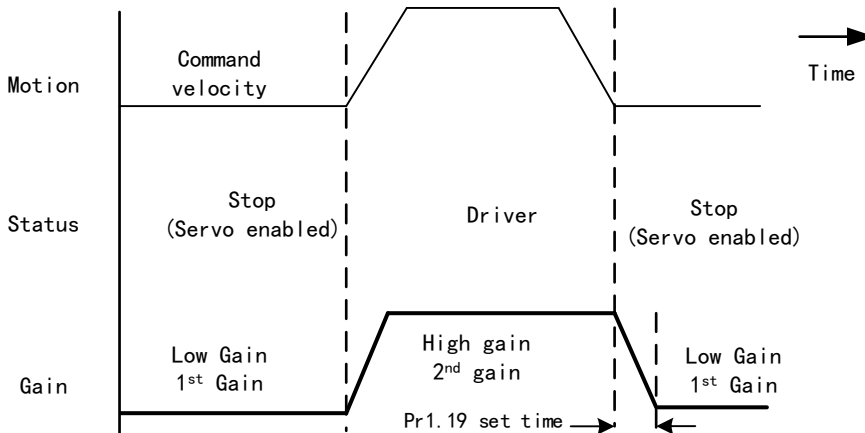 Motion
Command
velocity
Time
Status
Stop
(Servo enabled)
Driver
Stop
(Servo enabled)
Gain
Low Gain
1st Gain
High gain
2nd gain
Low Gain
1st Gain
Pr1.19 set time